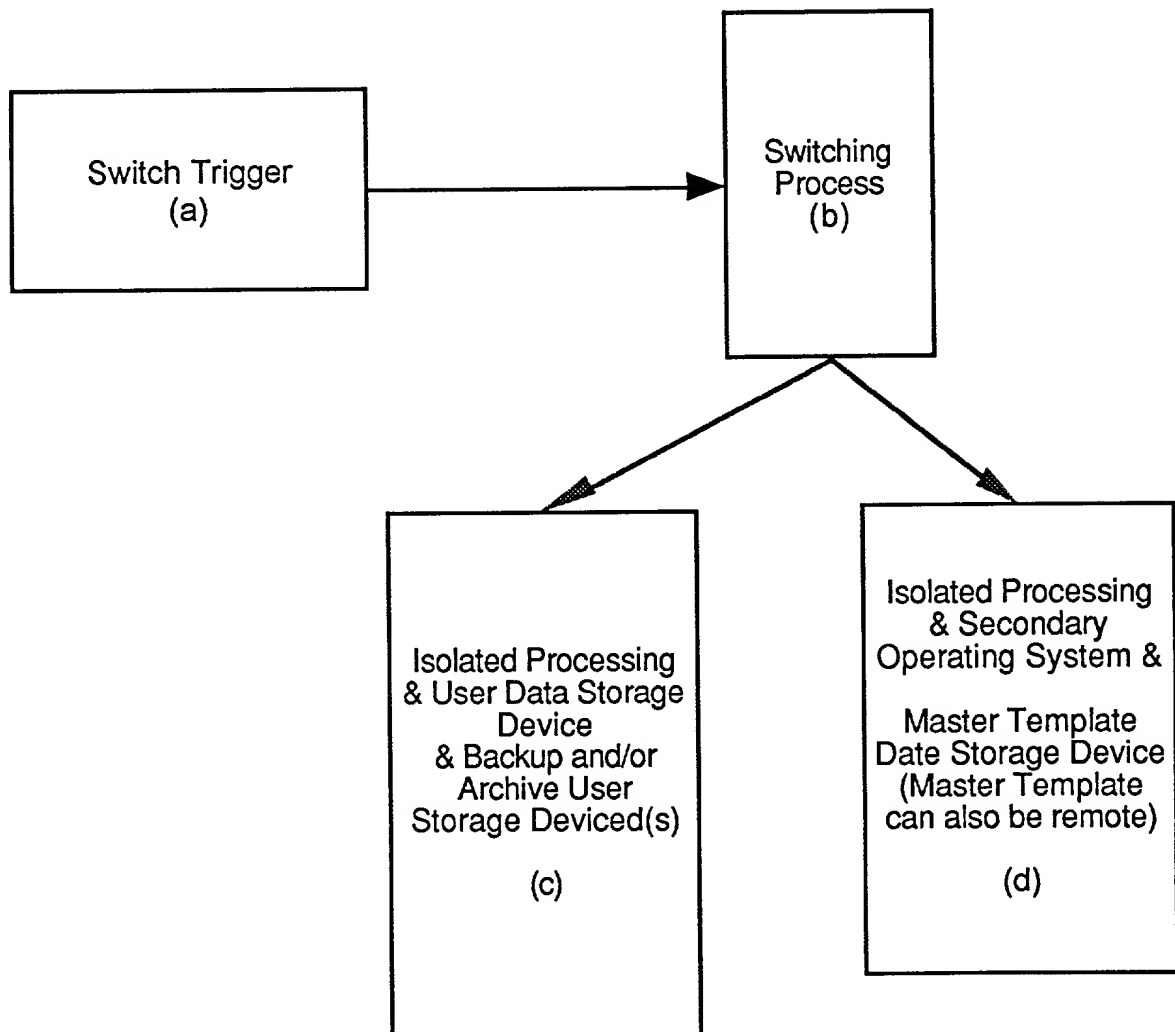 Switch Trigger
(a)
Switching
Process
(b)
Isolated Processing
& User Data Storage
Device
& Backup and/or
Archive User
Storage Deviced(s)
(c)
Isolated Processing
& Secondary
Operating System &
Master Template
Date Storage Device
(Master Template
can also be remote)
(d)